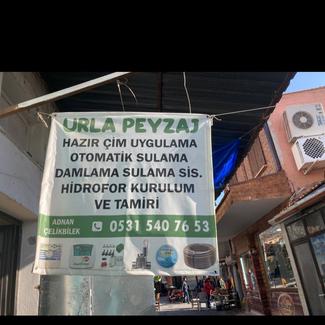 URLA PEYZAJ
HAZIR ÇİM UYGULAMA
OTOMATİK SULAMA
DAMLAMA SULAMA SİS.
HİDROFOR KURULUM
VE TAMİRİ
ADNAN
ÇELİKBİLEK
0531 540 76 53